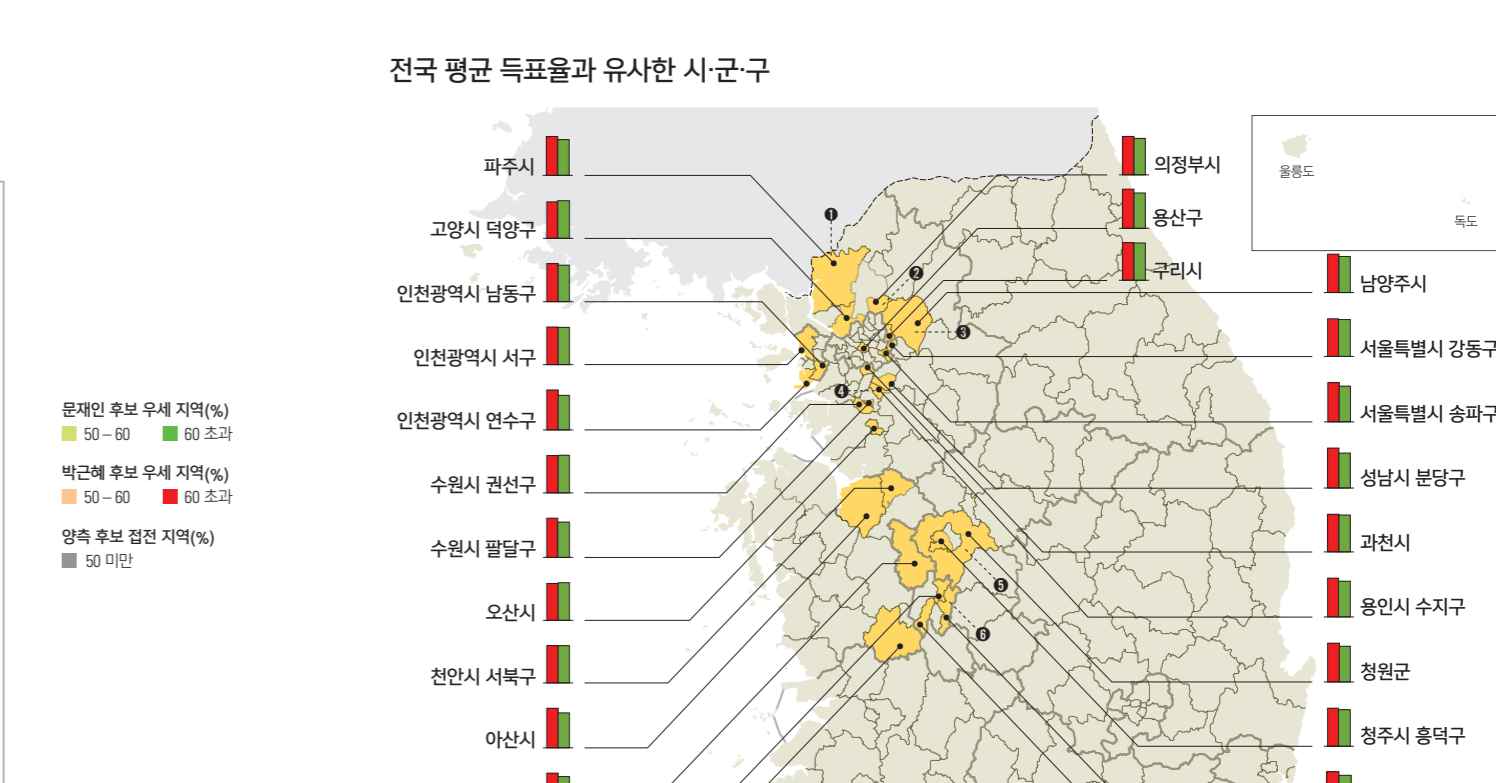 전국 평균 득표율과 유사한 시·군·구
파주시
고양시 덕양구
인천광역시 남동구
인천광역시 서구
인천광역시 연수구
수원시 권선구
수원시 팔달구
오산시
천안시 서북구
아산시
의정부시
용산구
구리시
울릉도
독도
남양주시
서울특별시 강동구
서울특별시 송파구
성남시 분당구
과천시
용인시 수지구
청원군
청주시 흥덕구
❶
❷
❸
❹
❺
❻
문재인 후보 우세 지역(%)
50 – 60 60 초과
박근혜 후보 우세 지역(%)
50 – 60 60 초과
양측 후보 접전 지역(%)
50 미만